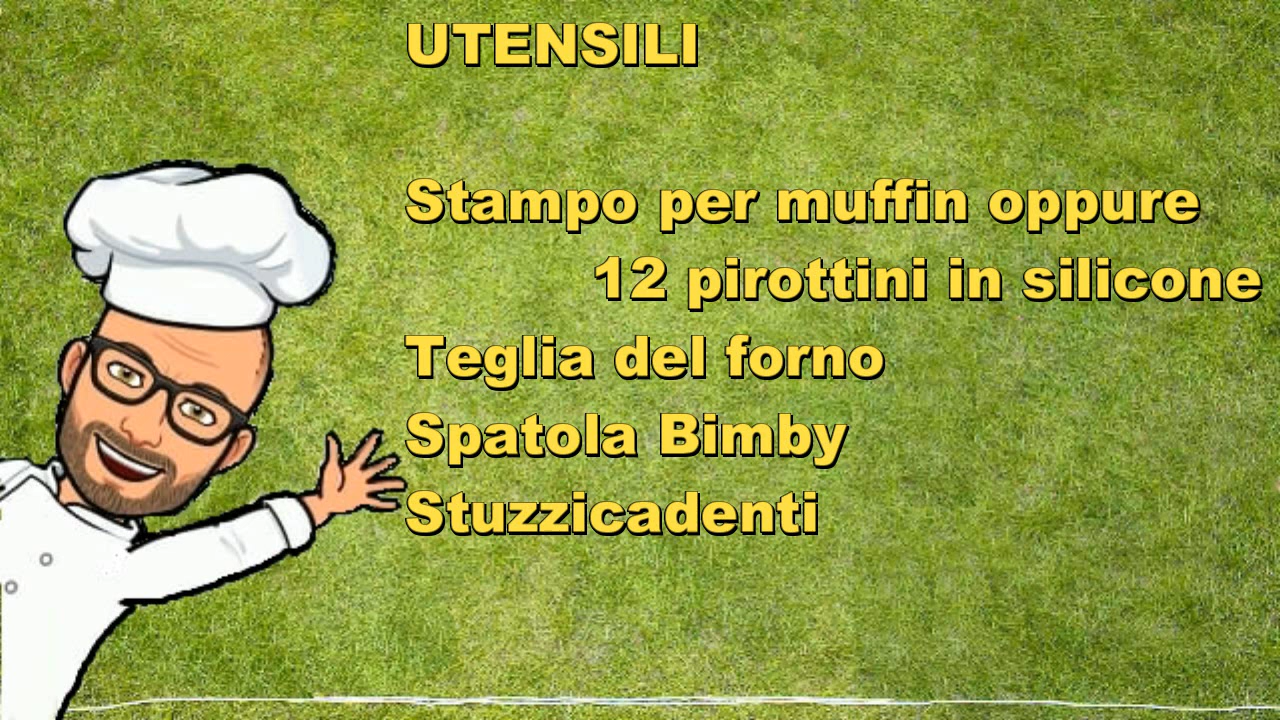 UTENSILI
Stampo per muffin oppure
12 pirottini in silicone
Teglia del forno
Spatola Bimby
Stuzzicadenti